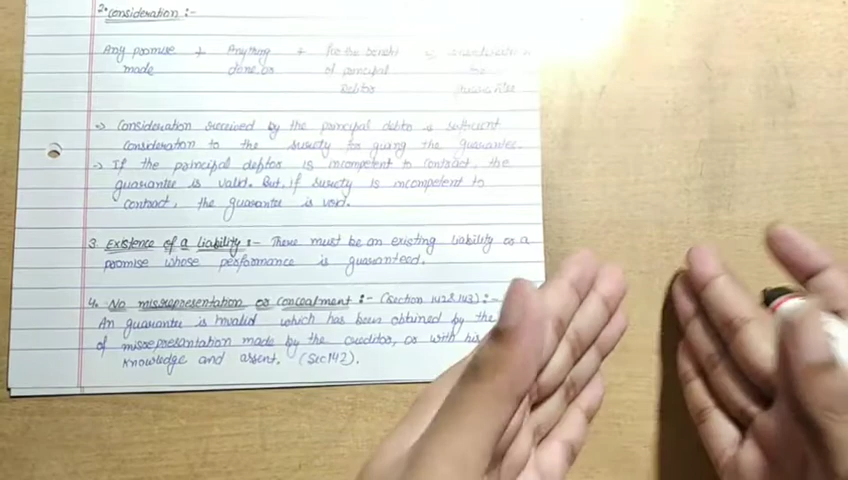 2. Consideration :-
Any promise + Anything + For the benefit =
made done, or of principal
Debtor
-> Consideration received by the principal debtor is sufficient
consideration to the surety for giving the guarantee.
-> If the principal debtor is incompetent to contract, the
guarantee is valid. But, if surety is incompetent to
contract, the guarantee is void.
3. Existence of a liability :- There must be an existing liability or a
promise whose performance is guaranteed.
4. No misrepresentation or concealment :- (Section 142 & 143) :-
An guarantee is invalid which has been obtained by the
of misrepresentation made by the creditor, or with his
knowledge and assent. (Sec 142).